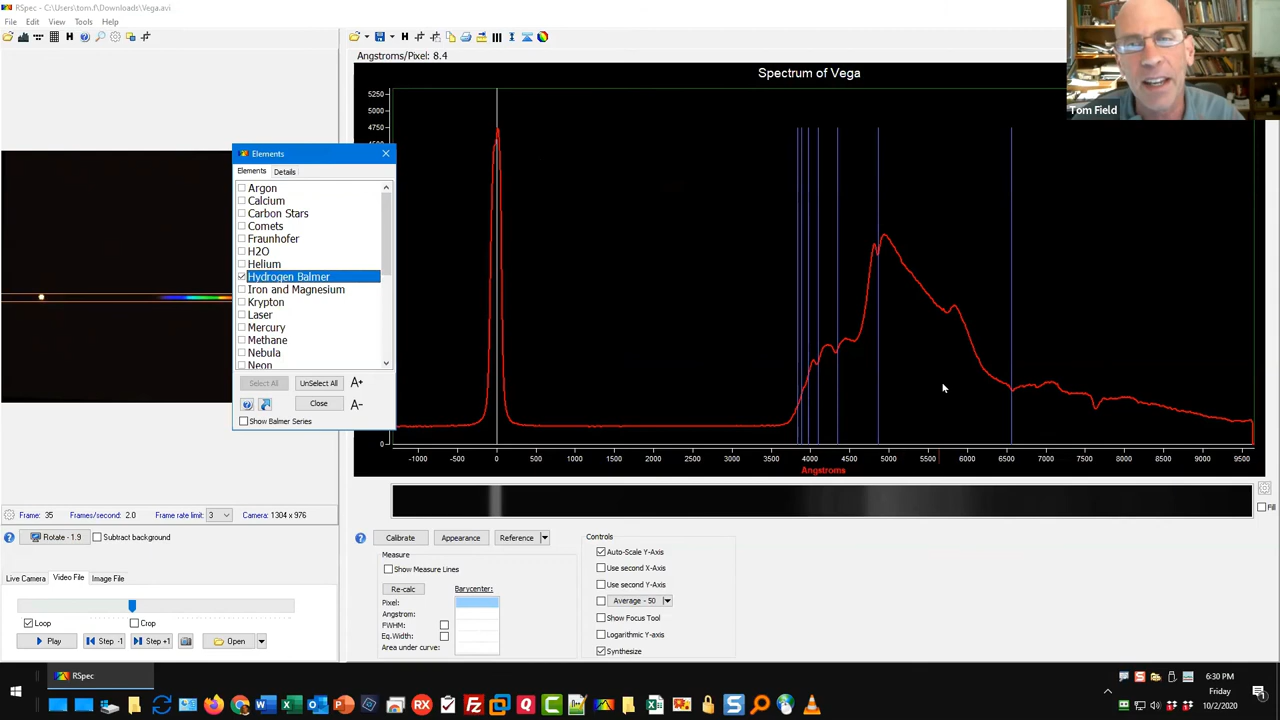 RSpec - C:\Users\tom.f\Downloads\Vega.avi
File Edit View Tools Help
Angstroms/Pixel: 8.4
Spectrum of Vega
5250
5000
4750
Tom Field
Elements
Elements Details
Argon
Calcium
Carbon Stars
Comets
Fraunhofer
H2O
Helium
Hydrogen Balmer
Iron and Magnesium
Krypton
Laser
Mercury
Methane
Nebula
Neon
Select All UnSelect All A+
Close A-
Show Balmer Series
0
-1000 -500 0 500 1000 1500 2000 2500 3000 3500 4000 4500 5000 5500 6000 6500 7000 7500 8000 8500 9000 9500
Angstroms
Fill
Frame: 35 Frames/second: 2.0 Frame rate limit: 3 Camera: 1304 x 976
Rotate - 1.9 Subtract background
Calibrate Appearance Reference
Controls
Measure
Auto-Scale Y-Axis
Show Measure Lines
Use second X-Axis
Use second Y-Axis
Re-calc Barycenter:
Average - 50
Pixel:
Angstrom:
FWHM:
Eq.Width:
Area under curve:
Show Focus Tool
Logarithmic Y-axis
Synthesize
Live Camera Video File Image File
Loop Crop
Play Step -1 Step +1 Open
RSpec
6:30 PM
Friday
10/2/2020